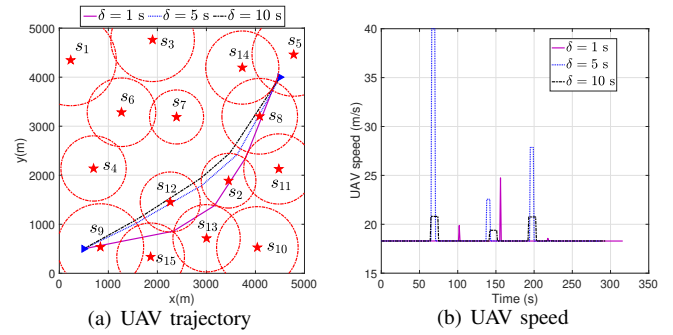 δ = 1 s δ = 5 s δ = 10 s
s₁ s₃ s₁₄ s₅
s₆ s₇ s₈
s₄ s₁₂ s₂ s₁₁
s₉ s₁₅ s₁₃ s₁₀
5000
4000
3000
2000
1000
0
y(m)
0 1000 2000 3000 4000 5000
x(m)
(a) UAV trajectory
δ = 1 s
δ = 5 s
δ = 10 s
40
35
30
25
20
15
UAV speed (m/s)
0 50 100 150 200 250 300 350
Time (s)
(b) UAV speed